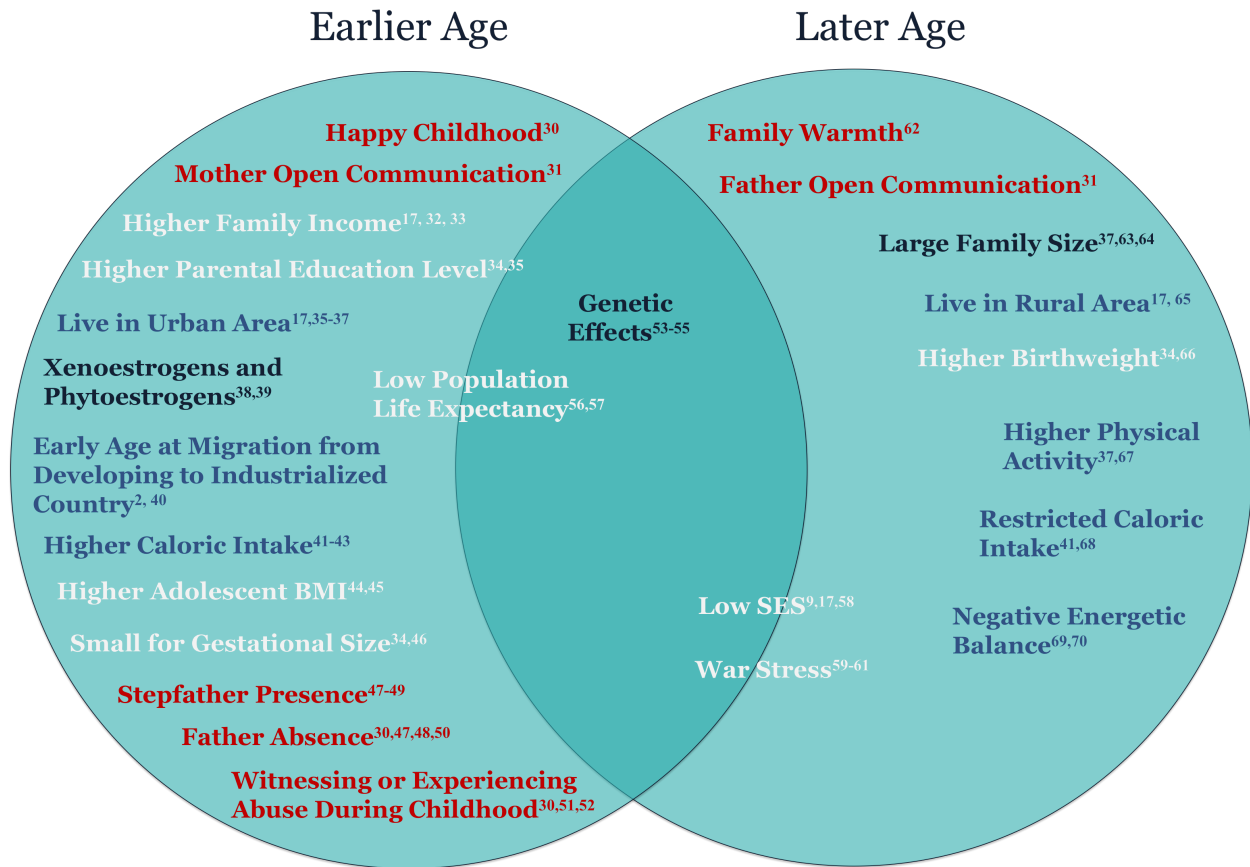 Earlier Age
Later Age
Happy Childhood30
Mother Open Communication31
Higher Family Income17, 32, 33
Higher Parental Education Level34,35
Live in Urban Area17,35-37
Xenoestrogens and
Phytoestrogens38,39
Early Age at Migration from
Developing to Industrialized
Country2, 40
Higher Caloric Intake41-43
Higher Adolescent BMI44,45
Small for Gestational Size34,46
Stepfather Presence47-49
Father Absence30,47,48,50
Witnessing or Experiencing
Abuse During Childhood30,51,52
Genetic
Effects53-55
Low Population
Life Expectancy56,57
Low SES9,17,58
War Stress59-61
Family Warmth62
Father Open Communication31
Large Family Size37,63,64
Live in Rural Area17, 65
Higher Birthweight34,66
Higher Physical
Activity37,67
Restricted Caloric
Intake41,68
Negative Energetic
Balance69,70